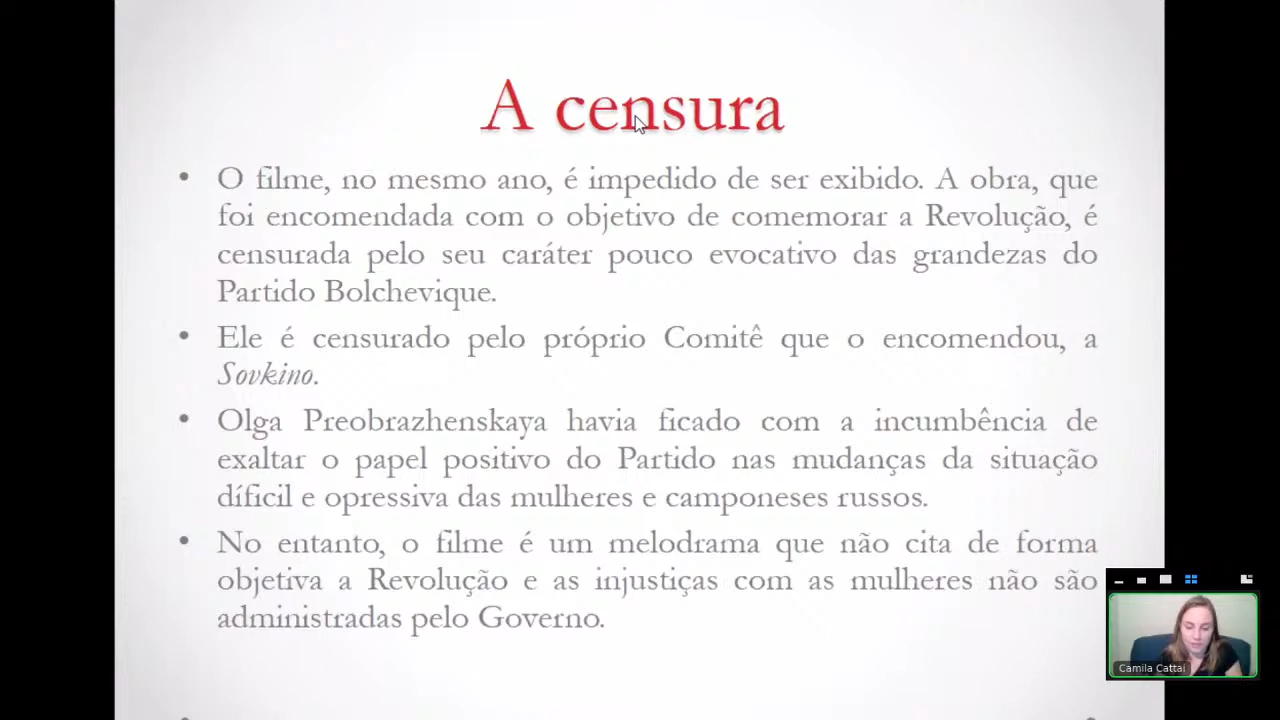 A censura
• O filme, no mesmo ano, é impedido de ser exibido. A obra, que
foi encomendada com o objetivo de comemorar a Revolução, é
censurada pelo seu caráter pouco evocativo das grandezas do
Partido Bolchevique.
• Ele é censurado pelo próprio Comitê que o encomendou, a
Sovkino.
• Olga Preobrazhenskaya havia ficado com a incumbência de
exaltar o papel positivo do Partido nas mudanças da situação
díficil e opressiva das mulheres e camponeses russos.
• No entanto, o filme é um melodrama que não cita de forma
objetiva a Revolução e as injustiças com as mulheres não são
administradas pelo Governo.
Camila Cattai